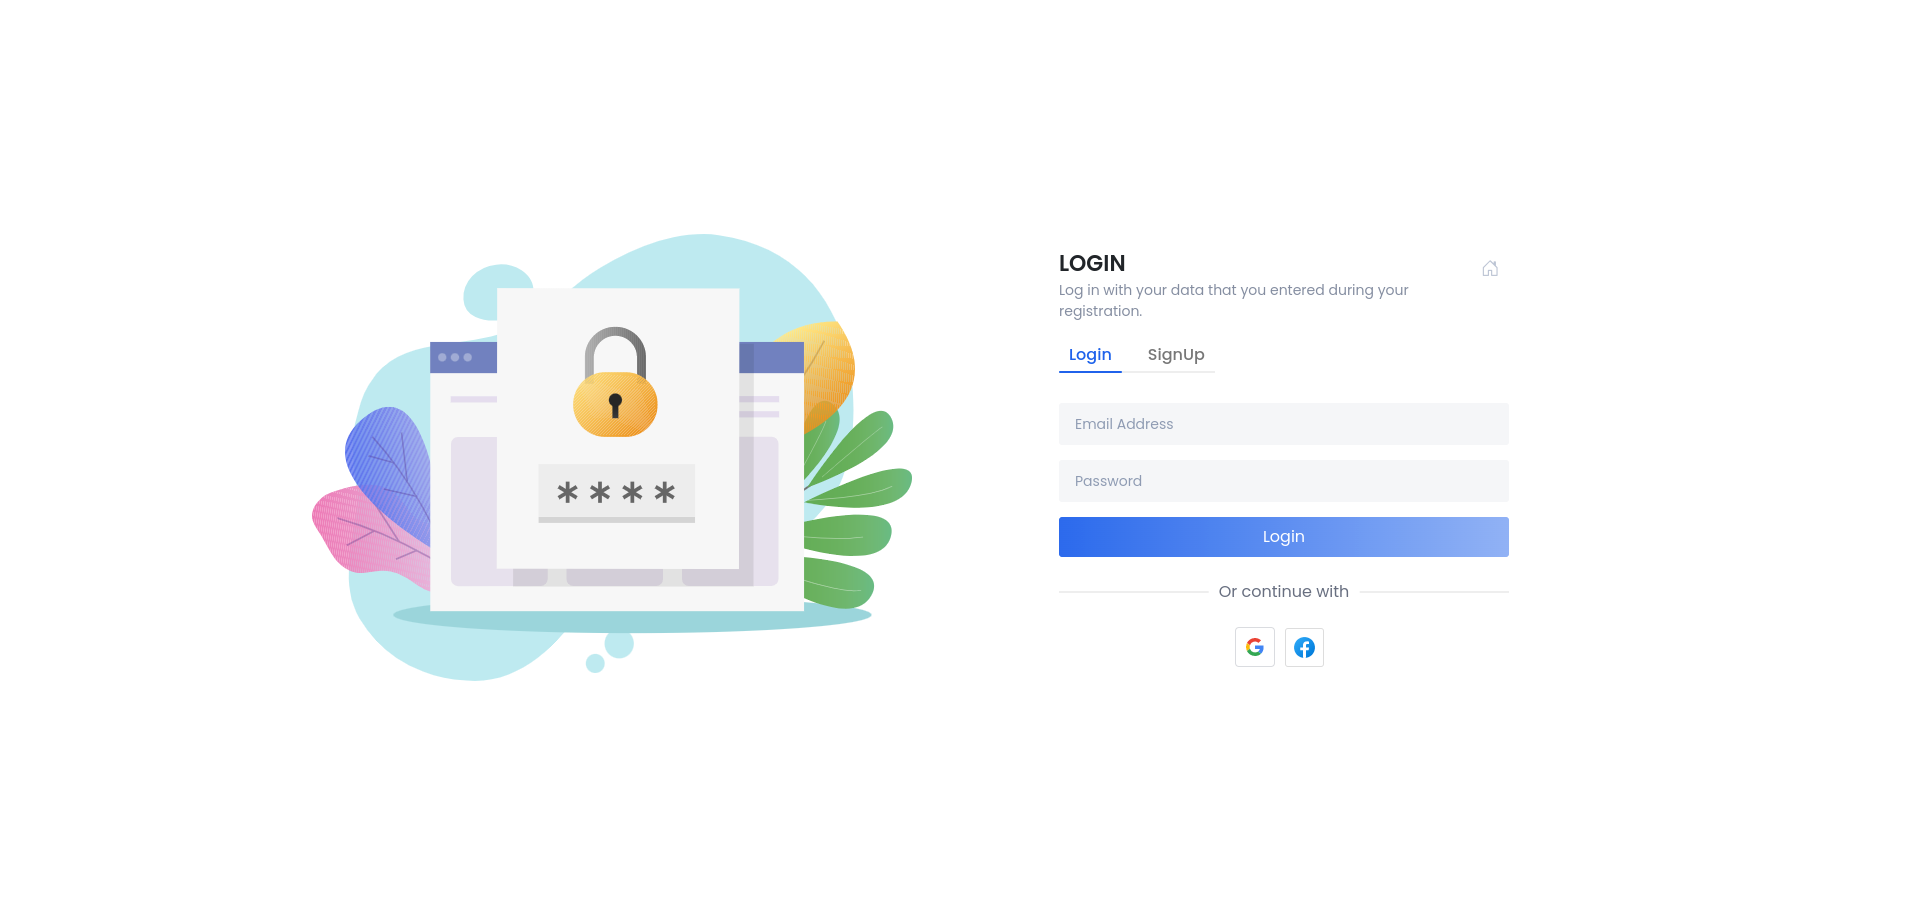 LOGIN
Log in with your data that you entered during your
registration.
Login SignUp
Email Address
Password
Login
Or continue with
****